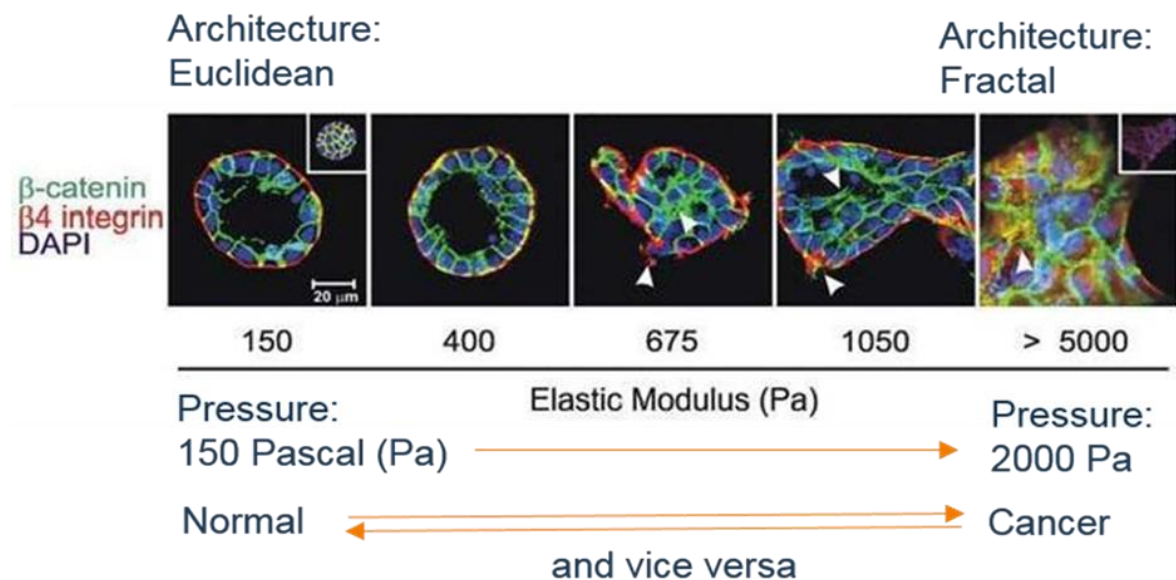 Architecture:
Euclidean
Architecture:
Fractal
β-catenin
β4 integrin
DAPI
20 μm
150
400
675
1050
> 5000
Elastic Modulus (Pa)
Pressure:
150 Pascal (Pa)
Pressure:
2000 Pa
Normal
Cancer
and vice versa